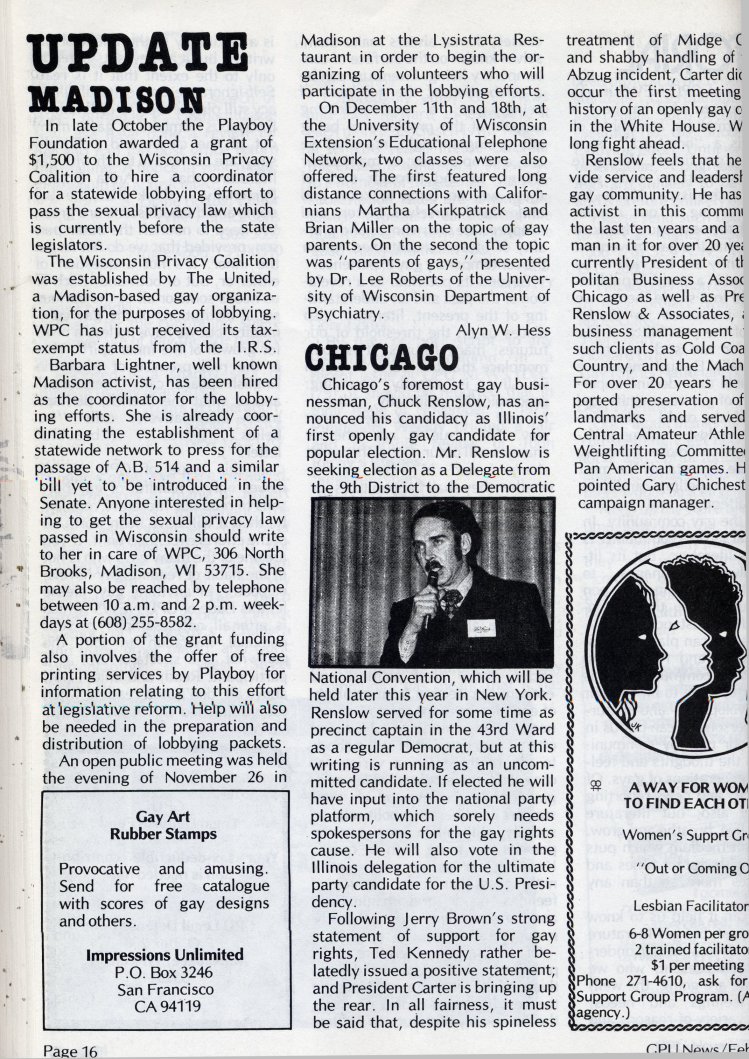 UPDATE
MADISON
In late October the Playboy
Foundation awarded a grant of
$1,500 to the Wisconsin Privacy
Coalition to hire a coordinator
for a statewide lobbying effort to
pass the sexual privacy law which
is currently before the state
legislators.
The Wisconsin Privacy Coalition
was established by The United,
a Madison-based gay organiza-
tion, for the purposes of lobbying.
WPC has just received its tax-
exempt status from the I.R.S.
Barbara Lightner, well known
Madison activist, has been hired
as the coordinator for the lobby-
ing efforts. She is already coor-
dinating the establishment of a
statewide network to press for the
passage of A.B. 514 and a similar
bill yet to be introduced in the
Senate. Anyone interested in help-
ing to get the sexual privacy law
passed in Wisconsin should write
to her in care of WPC, 306 North
Brooks, Madison, WI 53715. She
may also be reached by telephone
between 10 a.m. and 2 p.m. week-
days at (608) 255-8582.
A portion of the grant funding
also involves the offer of free
printing services by Playboy for
information relating to this effort
at legislative reform. Help will also
be needed in the preparation and
distribution of lobbying packets.
An open public meeting was held
the evening of November 26 in
Gay Art
Rubber Stamps
Provocative and amusing.
Send for free catalogue
with scores of gay designs
and others.
Impressions Unlimited
P.O. Box 3246
San Francisco
CA 94119
Page 16
Madison at the Lysistrata Res-
taurant in order to begin the or-
ganizing of volunteers who will
participate in the lobbying efforts.
On December 11th and 18th, at
the University of Wisconsin
Extension's Educational Telephone
Network, two classes were also
offered. The first featured long
distance connections with Califor-
nians Martha Kirkpatrick and
Brian Miller on the topic of gay
parents. On the second the topic
was "parents of gays," presented
by Dr. Lee Roberts of the Univer-
sity of Wisconsin Department of
Psychiatry.
Alyn W. Hess
CHICAGO
Chicago's foremost gay busi-
nessman, Chuck Renslow, has an-
nounced his candidacy as Illinois'
first openly gay candidate for
popular election. Mr. Renslow is
seeking election as a Delegate from
the 9th District to the Democratic
National Convention, which will be
held later this year in New York.
Renslow served for some time as
precinct captain in the 43rd Ward
as a regular Democrat, but at this
writing is running as an uncom-
mitted candidate. If elected he will
have input into the national party
platform, which sorely needs
spokespersons for the gay rights
cause. He will also vote in the
Illinois delegation for the ultimate
party candidate for the U.S. Presi-
dency.
Following Jerry Brown's strong
statement of support for gay
rights, Ted Kennedy rather be-
latedly issued a positive statement;
and President Carter is bringing up
the rear. In all fairness, it must
be said that, despite his spineless
treatment of Midge
and shabby handling of
Abzug incident, Carter
occur the first meeting
history of an openly gay
in the White House.
long fight ahead.
Renslow feels that he
vide service and
gay community. He has
activist in this
the last ten years and a
man in it for over 20
currently President of
politan Business
Chicago as well as
Renslow & Associates,
business management
such clients as Gold
Country, and the
For over 20 years he
ported preservation of
landmarks and served
Central Amateur
Weightlifting
Pan American games.
pointed Gary
campaign manager.
A WAY FOR
TO FIND EACH
Women's Supprt
"Out or Coming
Lesbian Facilitator
6-8 Women per
2 trained
$1 per meeting
Phone 271-4610, ask for
Support Group Program.
agency.)
GPU News